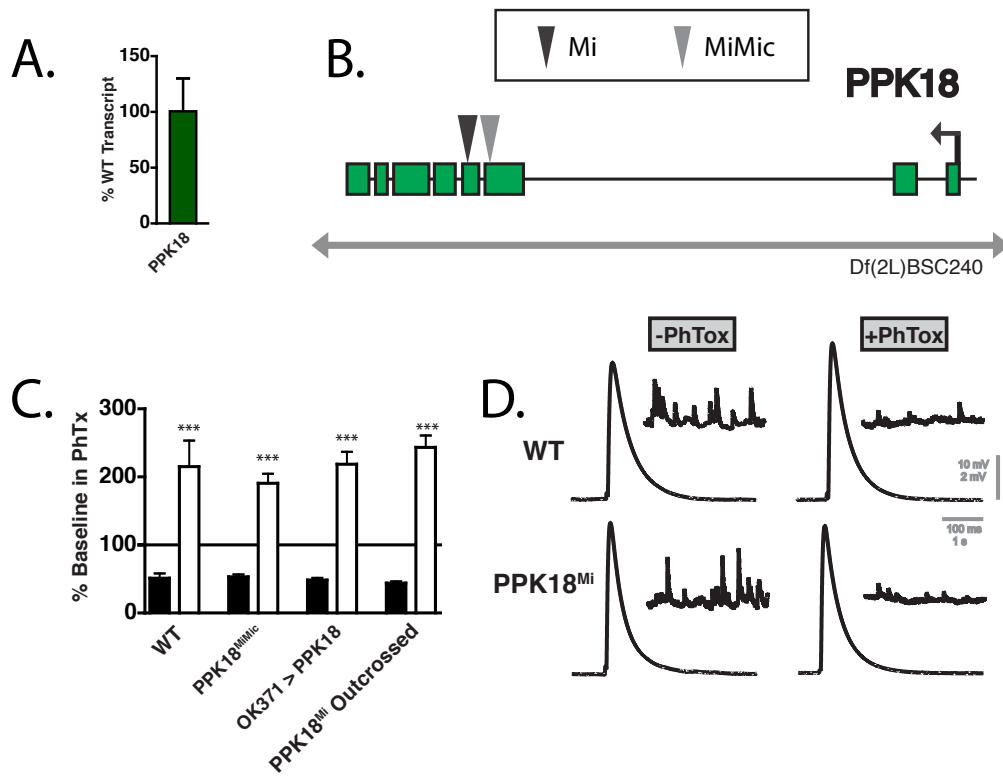 A.
150
100
50
0
% WT Transcript
PPK18
B.
Mi
MiMic
PPK18
Df(2L)BSC240
C.
300
200
100
0
% Baseline in PhTx
***
***
***
***
WT
PPK18MiMic
OK371 > PPK18
PPK18Mi Outcrossed
D.
-PhTox
+PhTox
WT
10 mV
2 mV
100 ms
1 s
PPK18Mi